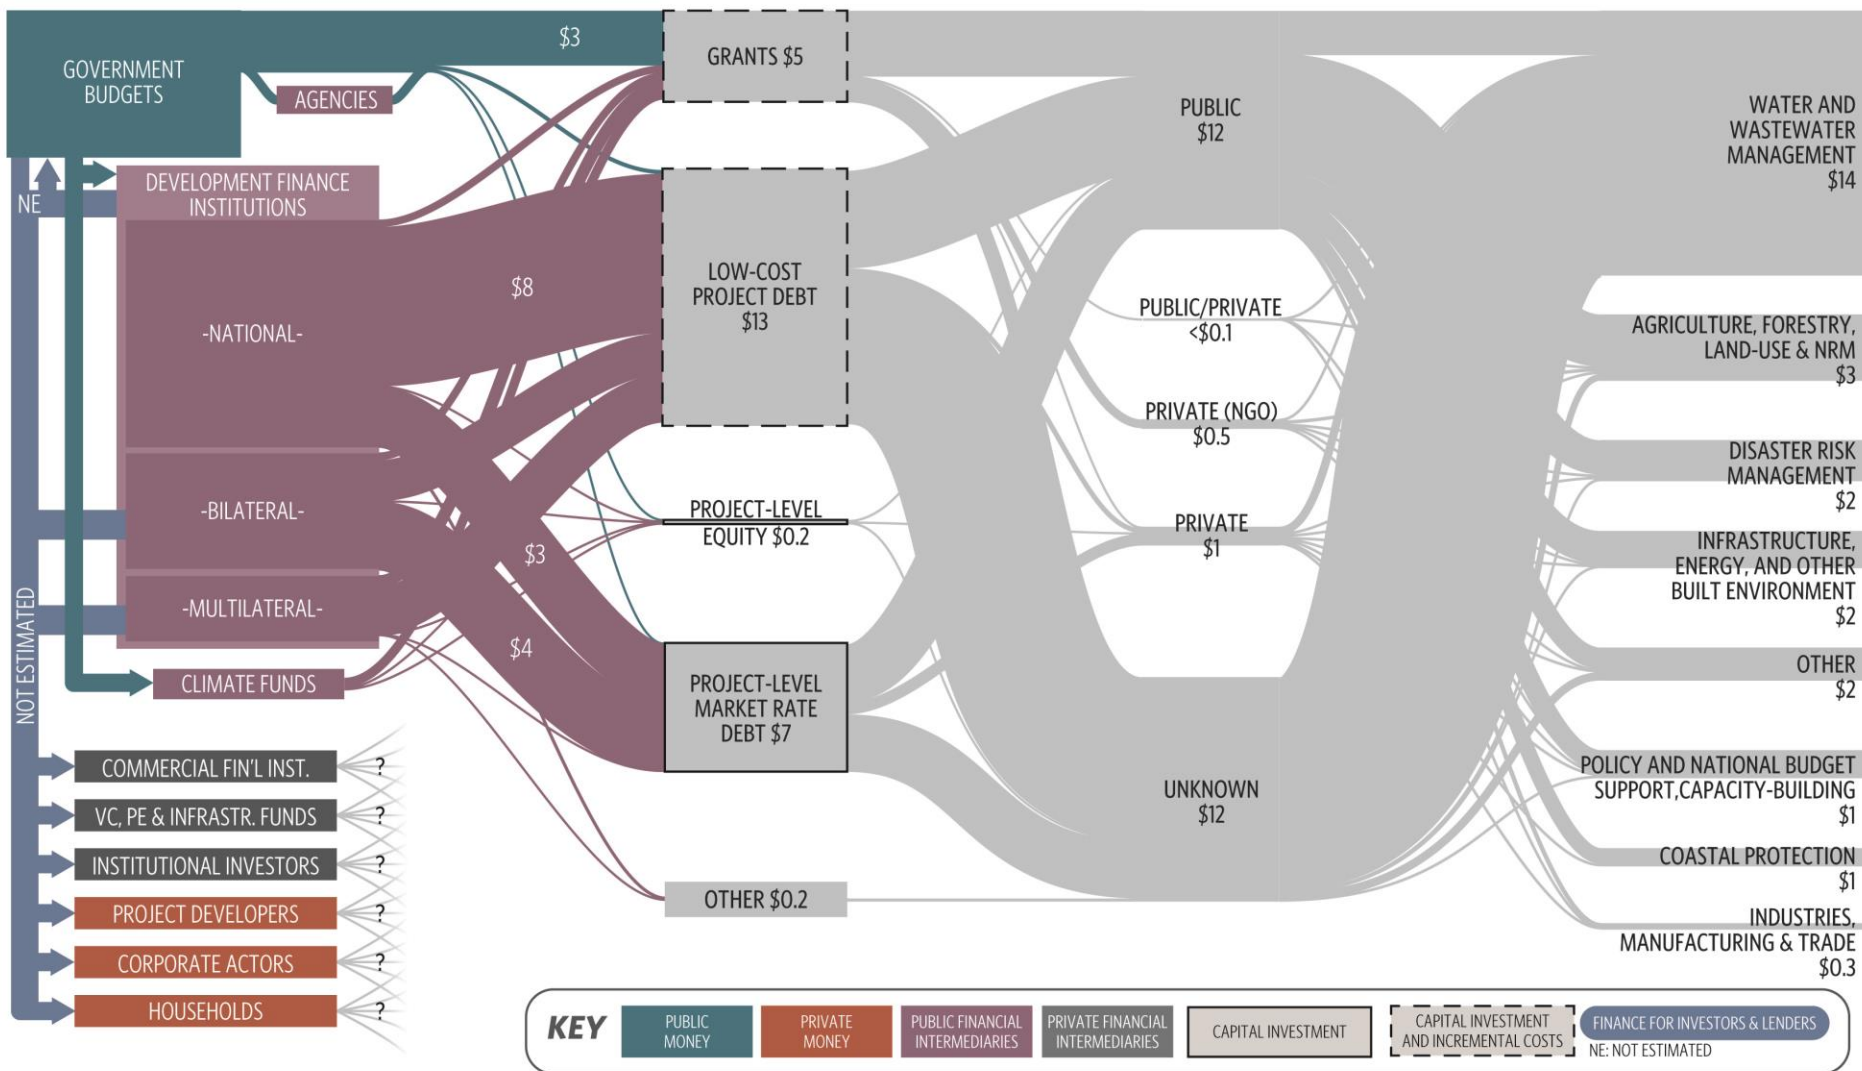 GOVERNMENT
BUDGETS
AGENCIES
NE
DEVELOPMENT FINANCE
INSTITUTIONS
-NATIONAL-
-BILATERAL-
-MULTILATERAL-
CLIMATE FUNDS
NOT ESTIMATED
COMMERCIAL FIN'L INST.
?
VC, PE & INFRASTR. FUNDS
?
INSTITUTIONAL INVESTORS
?
PROJECT DEVELOPERS
?
CORPORATE ACTORS
?
HOUSEHOLDS
?
$3
$8
$3
$4
GRANTS $5
LOW-COST
PROJECT DEBT
$13
PROJECT-LEVEL
EQUITY $0.2
PROJECT-LEVEL
MARKET RATE
DEBT $7
OTHER $0.2
PUBLIC
$12
PUBLIC/PRIVATE
<$0.1
PRIVATE (NGO)
$0.5
PRIVATE
$1
UNKNOWN
$12
WATER AND
WASTEWATER
MANAGEMENT
$14
AGRICULTURE, FORESTRY,
LAND-USE & NRM
$3
DISASTER RISK
MANAGEMENT
$2
INFRASTRUCTURE,
ENERGY, AND OTHER
BUILT ENVIRONMENT
$2
OTHER
$2
POLICY AND NATIONAL BUDGET
SUPPORT,CAPACITY-BUILDING
$1
COASTAL PROTECTION
$1
INDUSTRIES,
MANUFACTURING & TRADE
$0.3
KEY
PUBLIC
MONEY
PRIVATE
MONEY
PUBLIC FINANCIAL
INTERMEDIARIES
PRIVATE FINANCIAL
INTERMEDIARIES
CAPITAL INVESTMENT
CAPITAL INVESTMENT
AND INCREMENTAL COSTS
FINANCE FOR INVESTORS & LENDERS
NE: NOT ESTIMATED